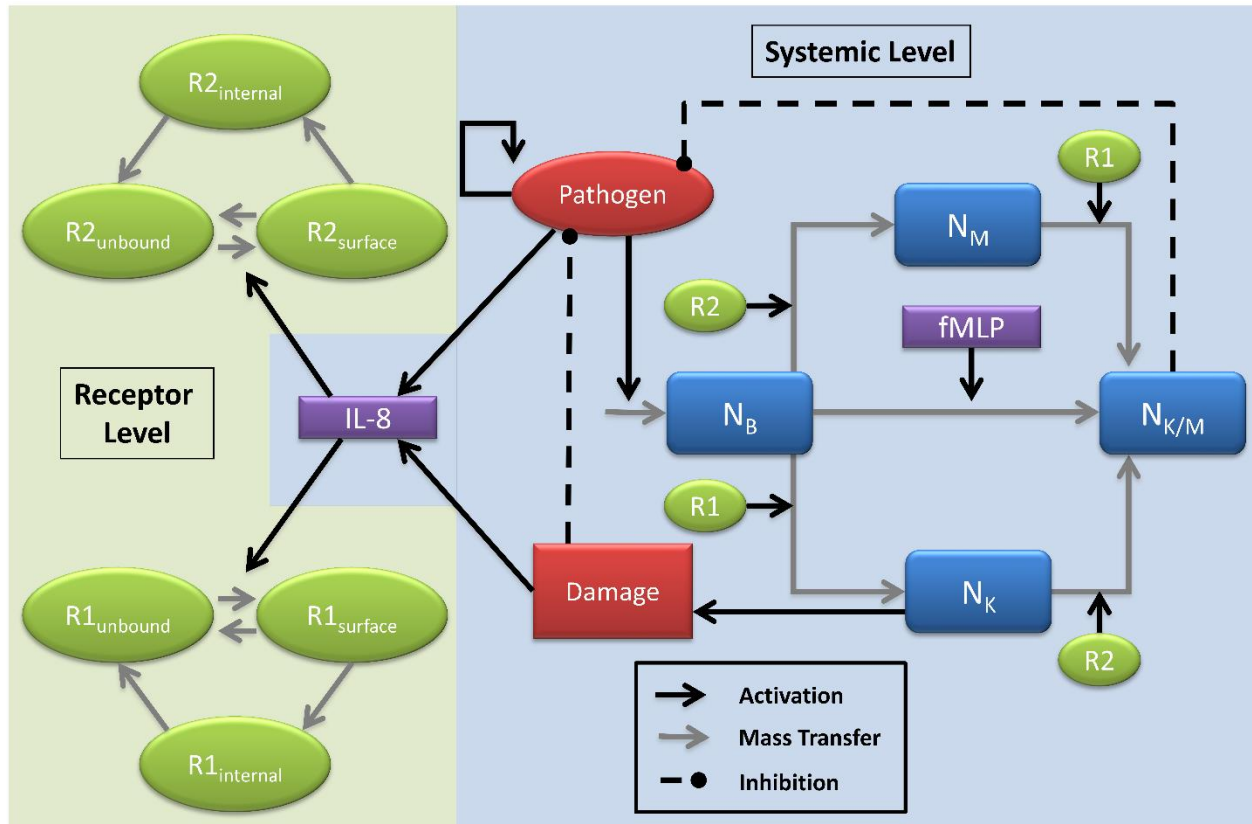 Systemic Level
R2internal
R2unbound
R2surface
Pathogen
R1
NM
R2
fMLP
Receptor
Level
IL-8
NB
NK/M
R1
R1unbound
R1surface
R1internal
Damage
NK
R2
Activation
Mass Transfer
Inhibition